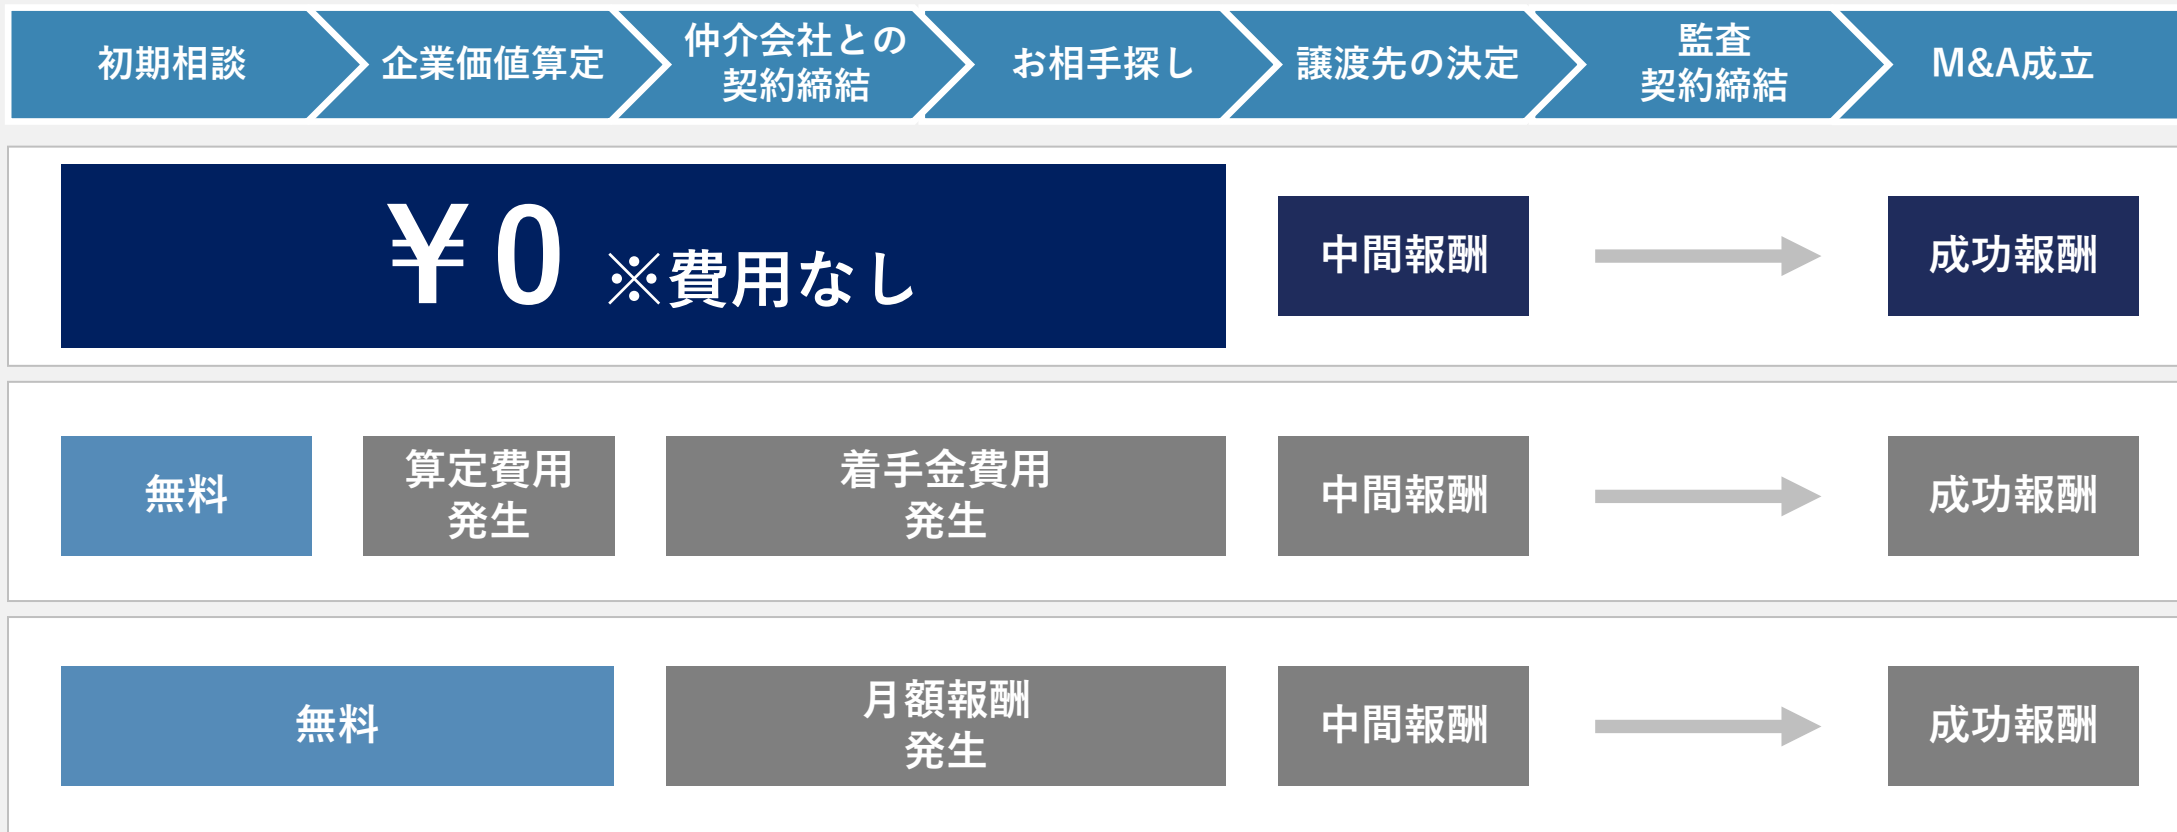 初期相談
企業価値算定
仲介会社との
契約締結
お相手探し
譲渡先の決定
監査
契約締結
M&A成立
¥0 ※費用なし
中間報酬
成功報酬
無料
算定費用
発生
着手金費用
発生
中間報酬
成功報酬
無料
月額報酬
発生
中間報酬
成功報酬